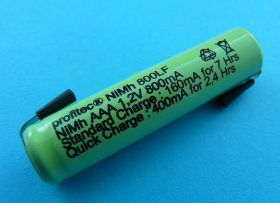 profitec® NiMh 800LF
NiMh AAA 1,2V 800mA
Standard Charge : 160mA for 7 Hrs
Quick Charge : 400mA for 2,4 Hrs